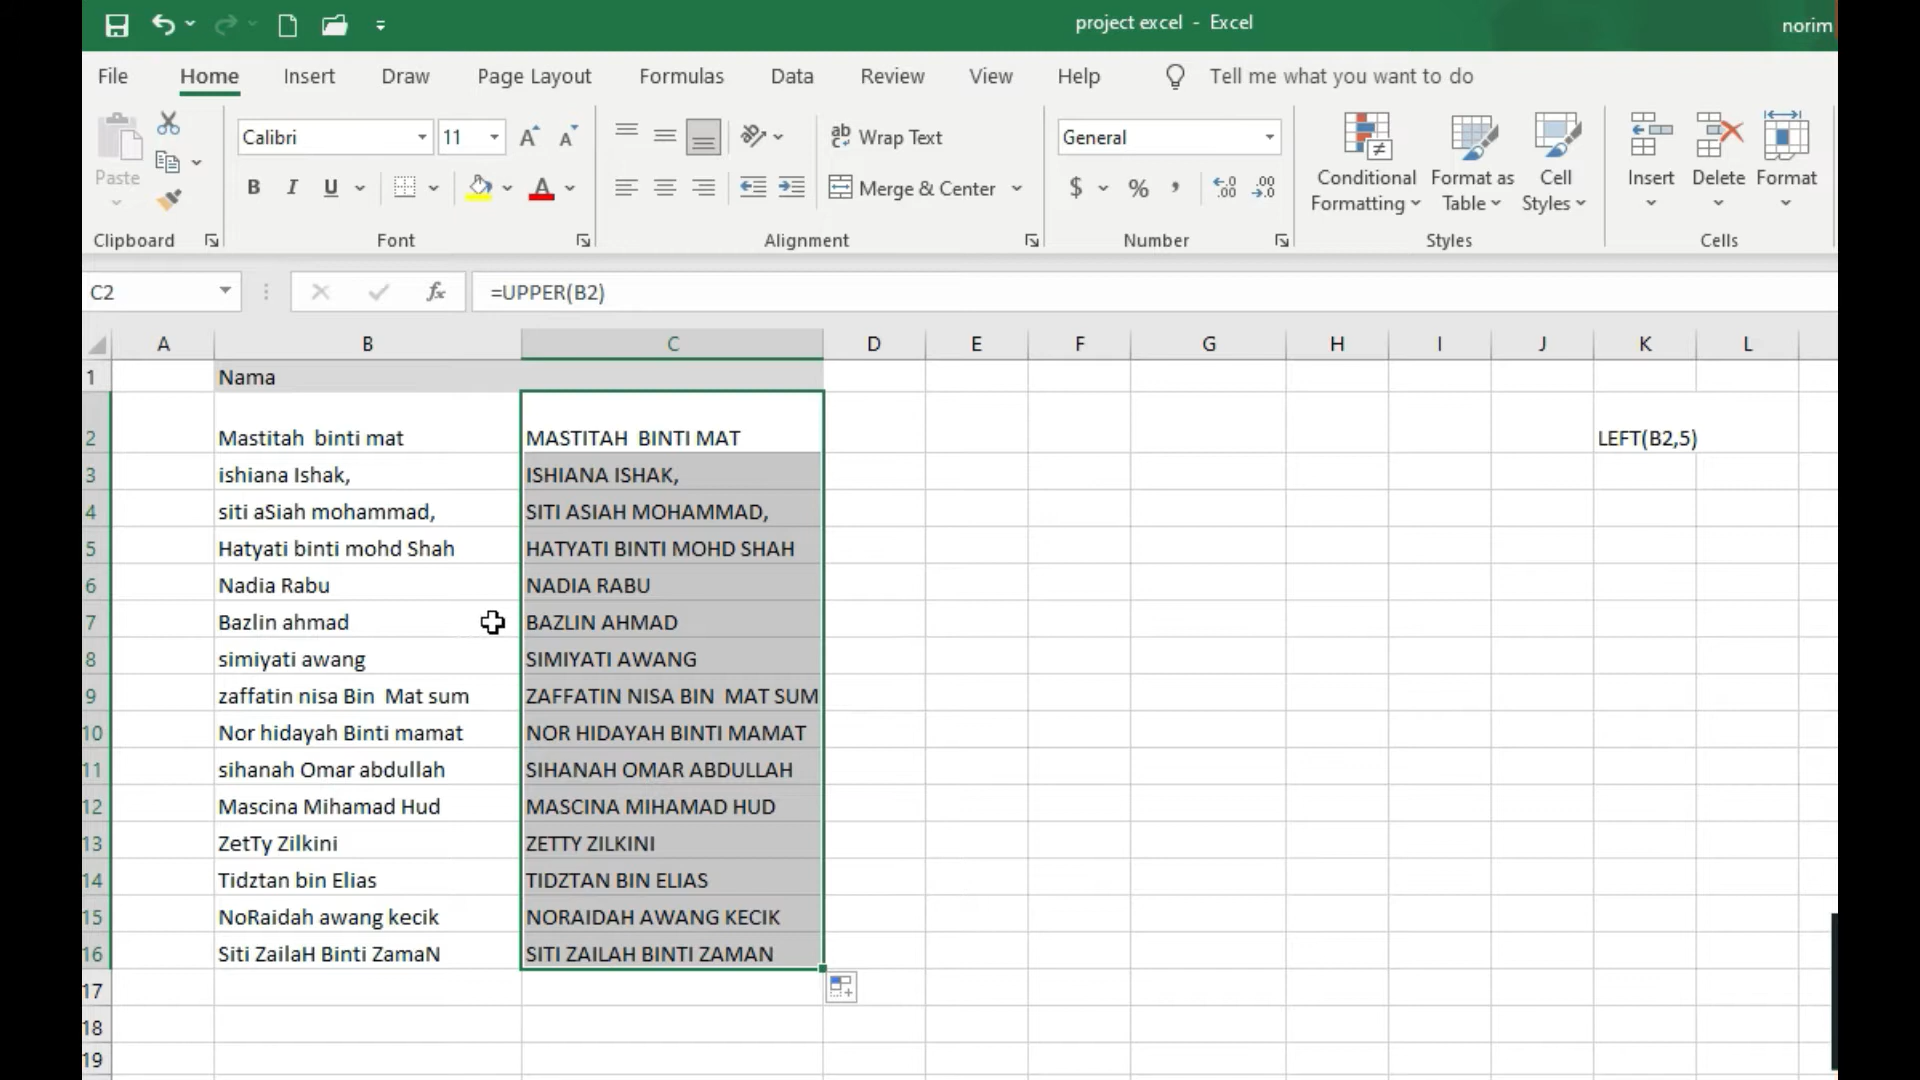 project excel - Excel
norim
File Home Insert Draw Page Layout Formulas Data Review View Help Tell me what you want to do
Calibri 11 Wrap Text General
Paste B I U A Merge & Center $ % , .00 .00 Conditional Formatting Format as Table Cell Styles Insert Delete Format
Clipboard Font Alignment Number Styles Cells
C2 fx =UPPER(B2)
A B C D E F G H I J K L
1 Nama
2 Mastitah  binti mat MASTITAH  BINTI MAT LEFT(B2,5)
3 ishiana Ishak, ISHIANA ISHAK,
4 siti aSiah mohammad, SITI ASIAH MOHAMMAD,
5 Hatyati binti mohd Shah HATYATI BINTI MOHD SHAH
6 Nadia Rabu NADIA RABU
7 Bazlin ahmad BAZLIN AHMAD
8 simiyati awang SIMIYATI AWANG
9 zaffatin nisa Bin  Mat sum ZAFFATIN NISA BIN  MAT SUM
10 Nor hidayah Binti mamat NOR HIDAYAH BINTI MAMAT
11 sihanah Omar abdullah SIHANAH OMAR ABDULLAH
12 Mascina Mihamad Hud MASCINA MIHAMAD HUD
13 ZetTy Zilkini ZETTY ZILKINI
14 Tidztan bin Elias TIDZTAN BIN ELIAS
15 NoRaidah awang kecik NORAIDAH AWANG KECIK
16 Siti ZailaH Binti ZamaN SITI ZAILAH BINTI ZAMAN
17
18
19